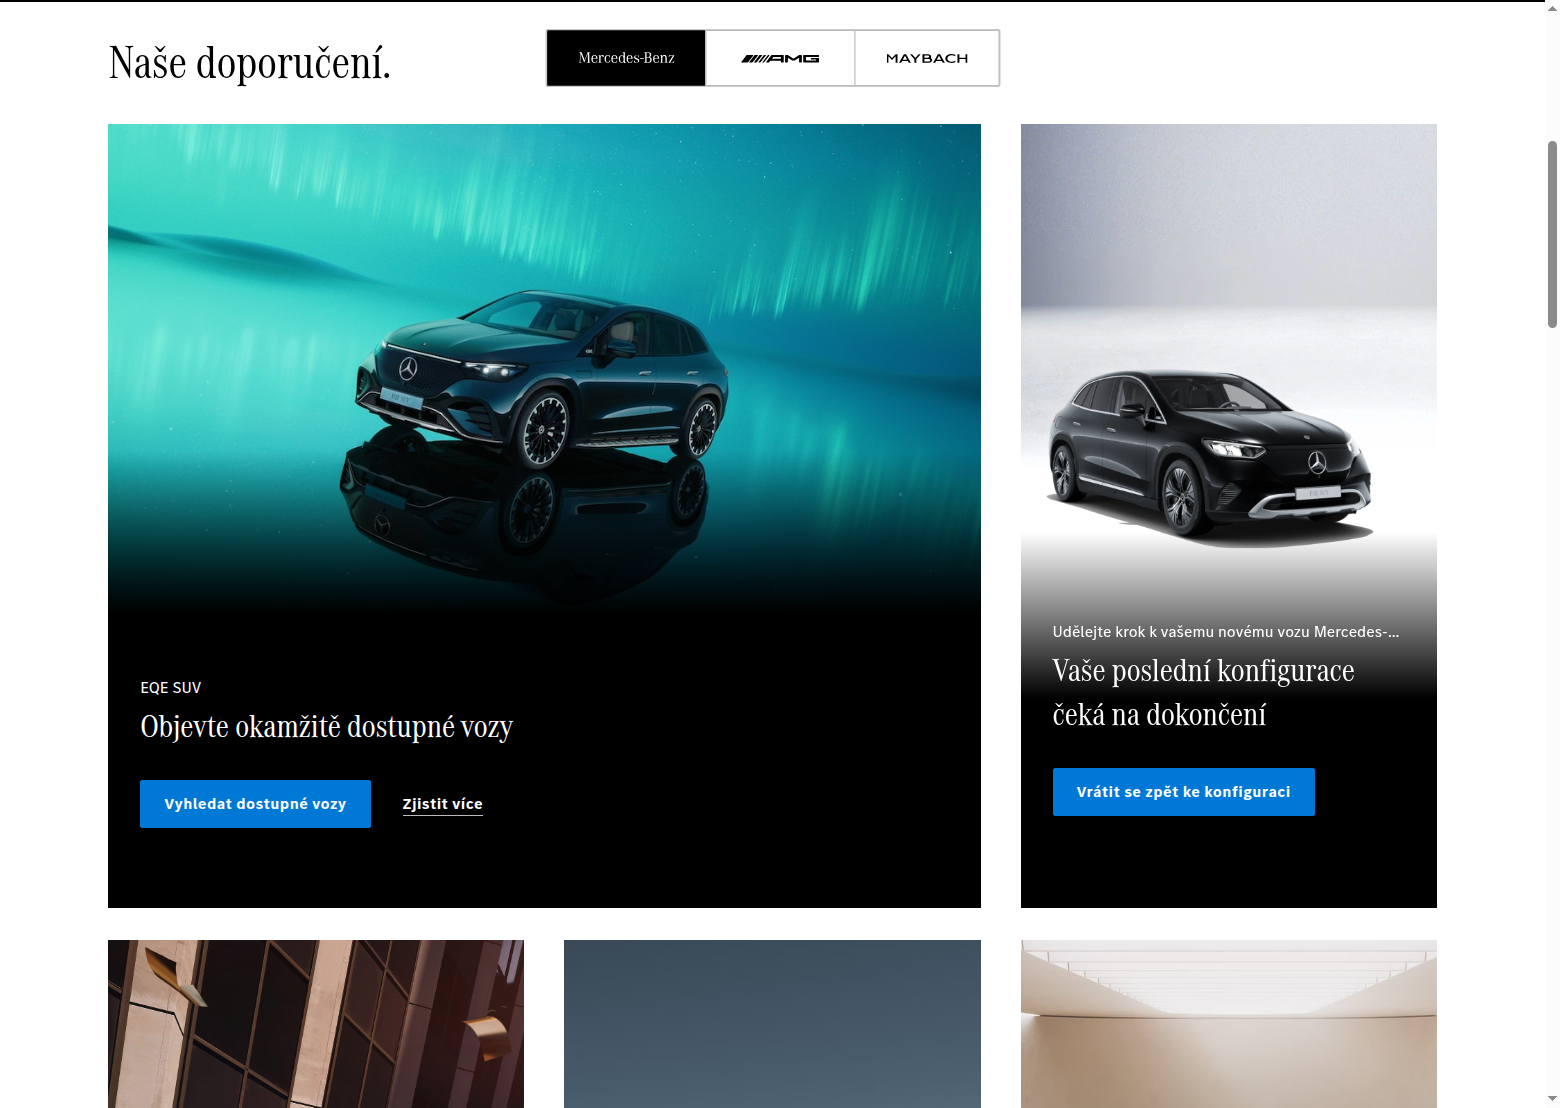 Naše doporučení.
Mercedes-Benz
AMG
MAYBACH
EQE SUV
Objevte okamžitě dostupné vozy
Vyhledat dostupné vozy
Zjistit více
Udělejte krok k vašemu novému vozu Mercedes-...
Vaše poslední konfigurace
čeká na dokončení
Vrátit se zpět ke konfiguraci